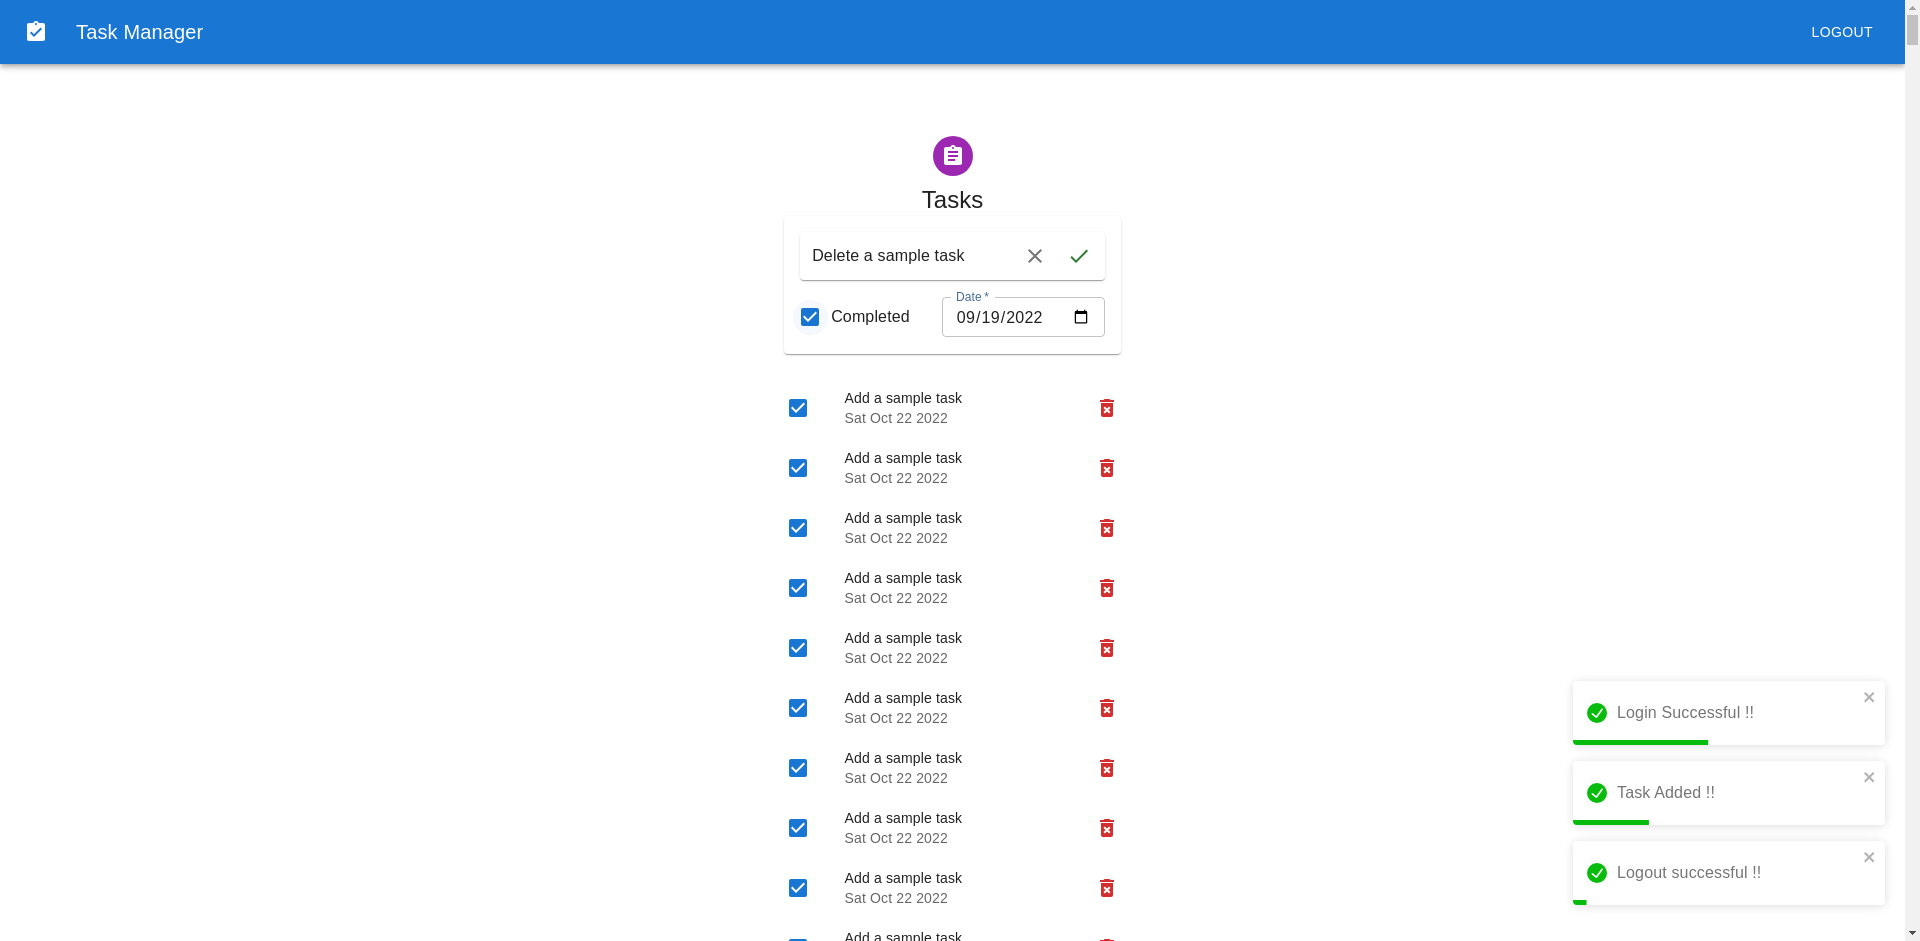 Task Manager
LOGOUT
Tasks
Delete a sample task
Completed
Date *
09/19/2022
Add a sample task
Sat Oct 22 2022
Add a sample task
Sat Oct 22 2022
Add a sample task
Sat Oct 22 2022
Add a sample task
Sat Oct 22 2022
Add a sample task
Sat Oct 22 2022
Add a sample task
Sat Oct 22 2022
Add a sample task
Sat Oct 22 2022
Add a sample task
Sat Oct 22 2022
Add a sample task
Sat Oct 22 2022
Add a sample task
Login Successful !!
Task Added !!
Logout successful !!